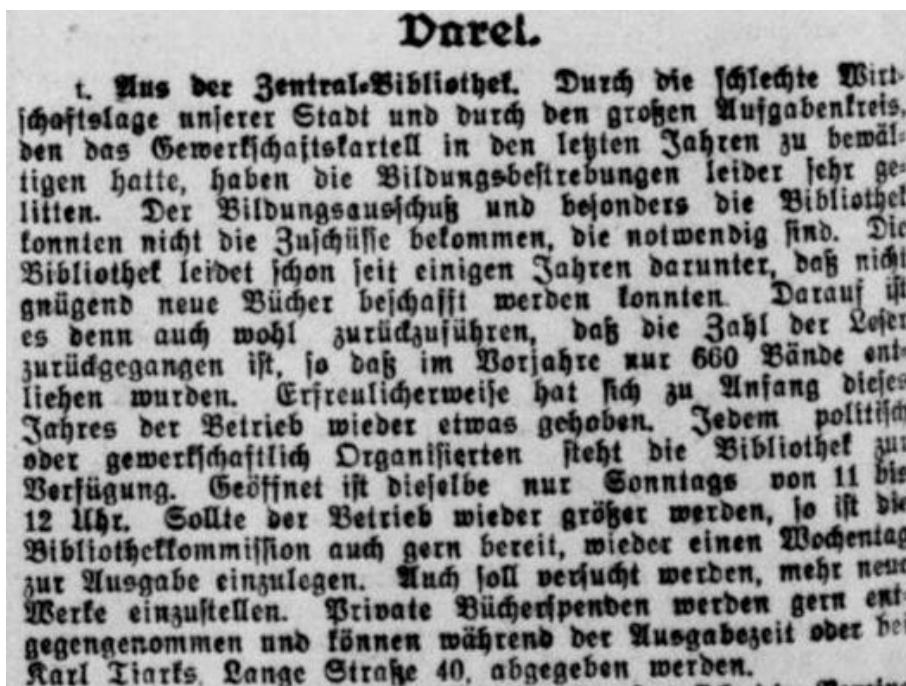 Varel.
t. Aus der Zentral-Bibliothek. Durch die schlechte Wirt-
schaftslage unserer Stadt und durch den großen Aufgabenkreis,
den das Gewerkschaftskartell in den letzten Jahren zu bewäl-
tigen hatte, haben die Bildungsbestrebungen leider sehr ge-
litten. Der Bildungsausschuß und besonders die Bibliothek
konnten nicht die Zuschüsse bekommen, die notwendig sind. Die
Bibliothek leidet schon seit einigen Jahren darunter, daß nicht
gnügend neue Bücher beschafft werden konnten. Darauf ist
es denn auch wohl zurückzuführen, daß die Zahl der Leser
zurückgegangen ist, so daß im Vorjahre nur 660 Bände ent-
liehen wurden. Erfreulicherweise hat sich zu Anfang dieses
Jahres der Betrieb wieder etwas gehoben. Jedem politisch
oder gewerkschaftlich Organisierten steht die Bibliothek zur
Verfügung. Geöffnet ist dieselbe nur Sonntags von 11 bis
12 Uhr. Sollte der Betrieb wieder größer werden, so ist die
Bibliothekkommission auch gern bereit, wieder einen Wochentag
zur Ausgabe einzulegen. Auch soll versucht werden, mehr neue
Werke einzustellen. Private Bücherspenden werden gern ent-
gegengenommen und können während der Ausgabezeit oder bei
Karl Tjarks, Lange Straße 40, abgegeben werden.